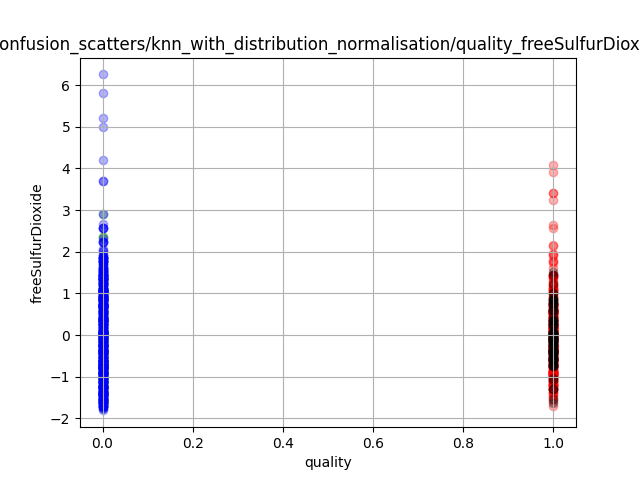 onfusion_scatters/knn_with_distribution_normalisation/quality_freeSulfurDiox
6
5
4
3
2
1
0
−1
−2
freeSulfurDioxide
0.0 0.2 0.4 0.6 0.8 1.0
quality